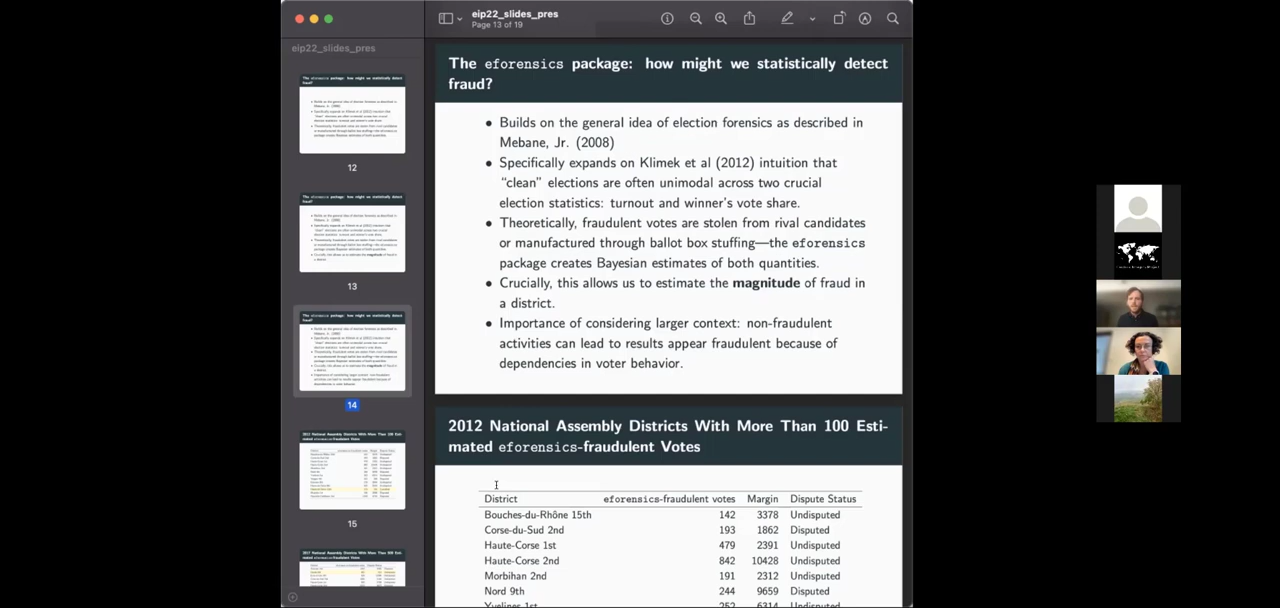 eip22_slides_pres
Page 13 of 19
eip22_slides_pres
12
13
14
15
The eforensics package: how might we statistically detect
fraud?
Builds on the general idea of election forensics as described in
Mebane, Jr. (2008)
Specifically expands on Klimek et al (2012) intuition that
“clean” elections are often unimodal across two crucial
election statistics: turnout and winner's vote share.
Theoretically, fraudulent votes are stolen from rival candidates
or manufactured through ballot box stuffing; eforensics
package creates Bayesian estimates of both quantities.
Crucially, this allows us to estimate the magnitude of fraud in
a district.
Importance of considering larger context: non-fraudulent
activities can lead to results appear fraudulent because of
dependencies in voter behavior.
2012 National Assembly Districts With More Than 100 Esti-
mated eforensics-fraudulent Votes
District eforensics-fraudulent votes Margin Dispute Status
Bouches-du-Rhône 15th 142 3378 Undisputed
Corse-du-Sud 2nd 193 1862 Disputed
Haute-Corse 1st 479 2391 Undisputed
Haute-Corse 2nd 842 10423 Undisputed
Morbihan 2nd 191 2312 Undisputed
Nord 9th 244 9659 Disputed
Yvelines 1st 252 6314 Undisputed